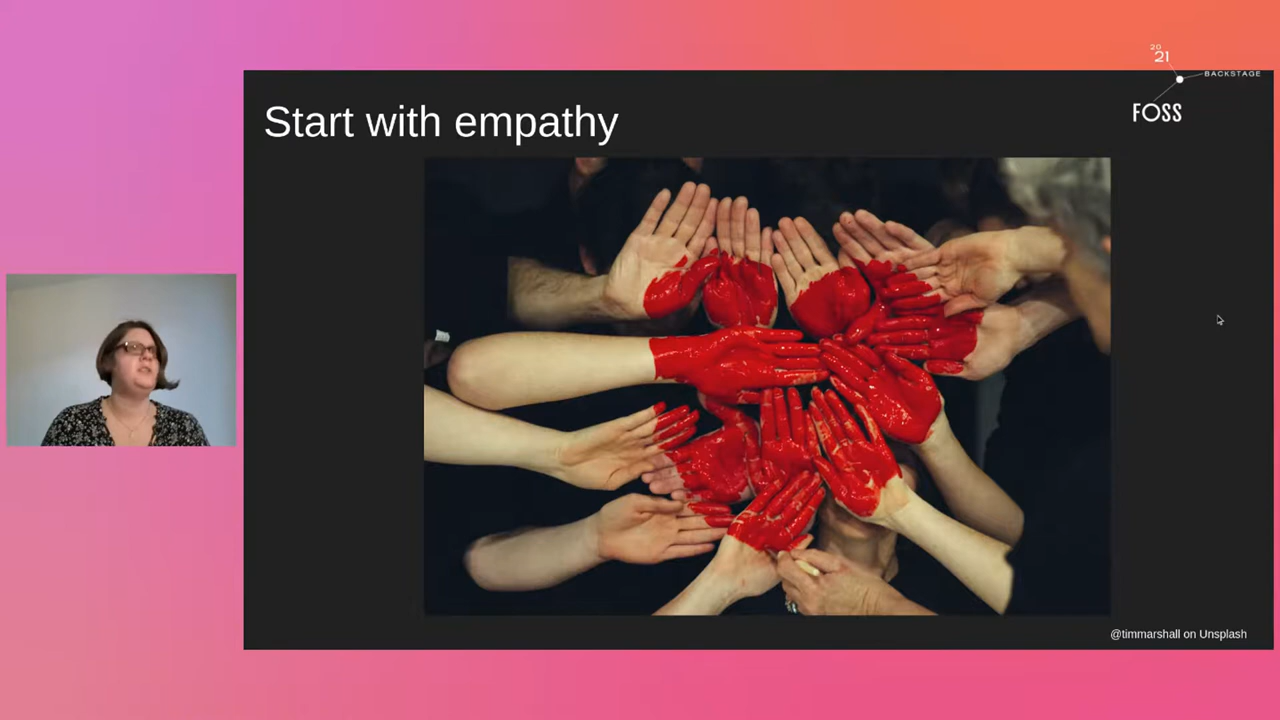 20
21
BACKSTAGE
FOSS
Start with empathy
@timmarshall on Unsplash